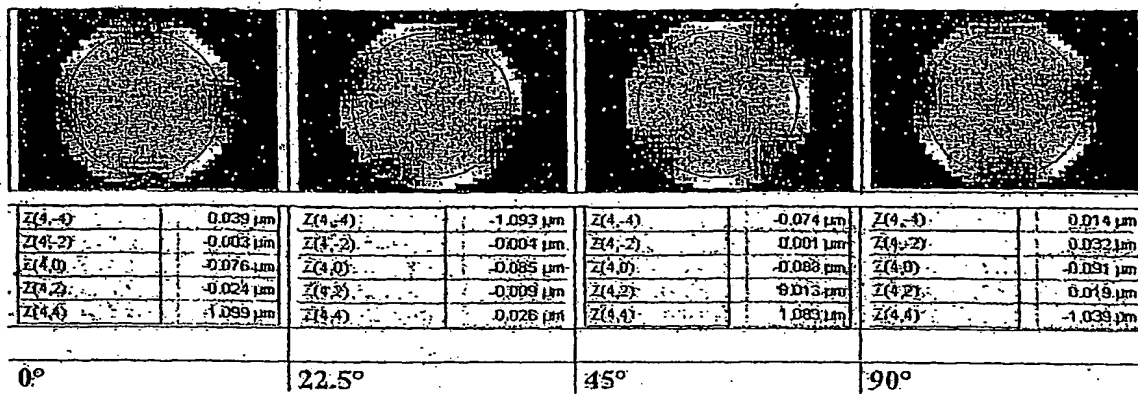 Z(4,-4) 0.039 µm Z(4,-4) -1.093 µm Z(4,-4) -0.074 µm Z(4,-4) 0.014 µm
Z(4,-2) -0.003 µm Z(4,-2) -0.004 µm Z(4,-2) 0.001 µm Z(4,-2) 0.032 µm
Z(4,0) -0.076 µm Z(4,0) -0.085 µm Z(4,0) -0.088 µm Z(4,0) -0.091 µm
Z(4,2) -0.024 µm Z(4,2) -0.009 µm Z(4,2) 0.013 µm Z(4,2) 0.019 µm
Z(4,4) -1.099 µm Z(4,4) 0.026 µm Z(4,4) 1.083 µm Z(4,4) -1.039 µm
0° 22.5° 45° 90°